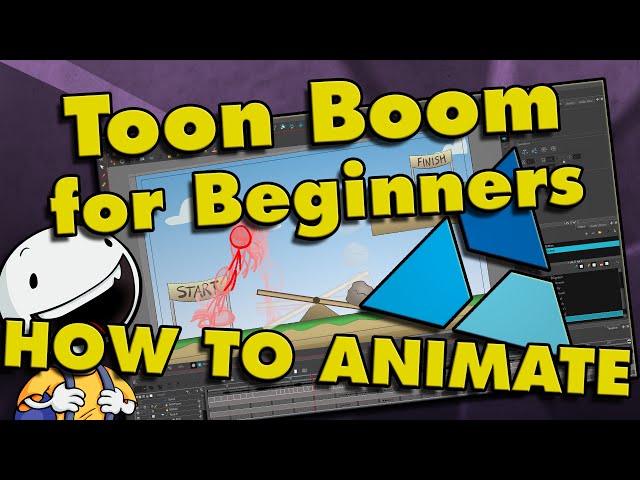 Toon Boom
for Beginners
FINISH
START
HOW TO ANIMATE